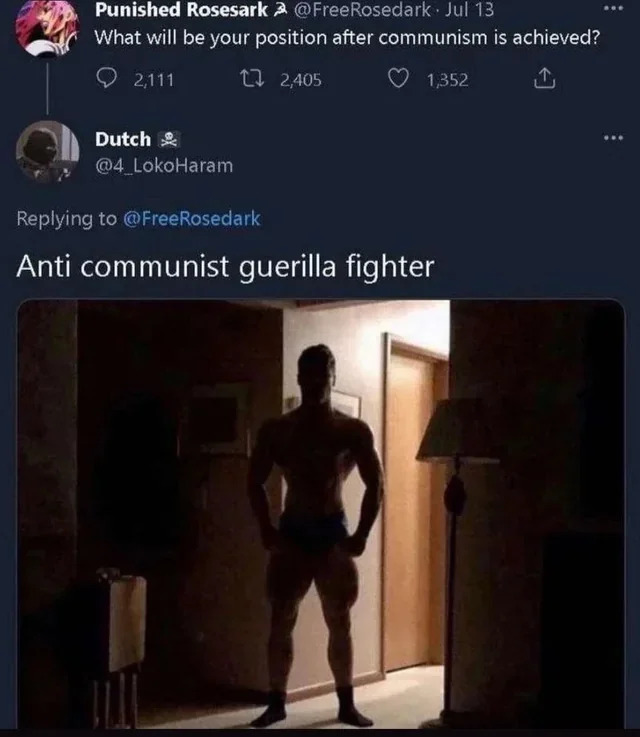 Punished Rosesark ☭ @FreeRosedark · Jul 13
What will be your position after communism is achieved?
2,111 2,405 1,352
Dutch ☠
@4_LokoHaram
Replying to @FreeRosedark
Anti communist guerilla fighter